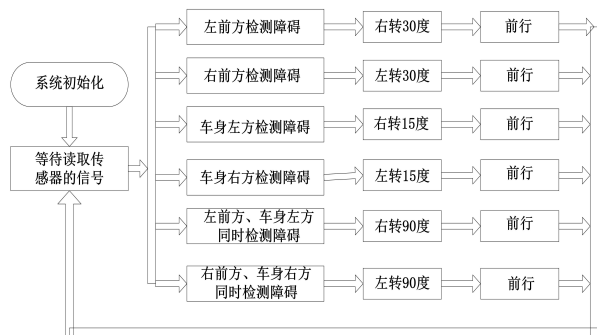 左前方检测障碍
右转30度
前行
右前方检测障碍
左转30度
前行
系统初始化
车身左方检测障碍
右转15度
前行
等待读取传
感器的信号
车身右方检测障碍
左转15度
前行
左前方、车身左方
同时检测障碍
右转90度
前行
右前方、车身右方
同时检测障碍
左转90度
前行